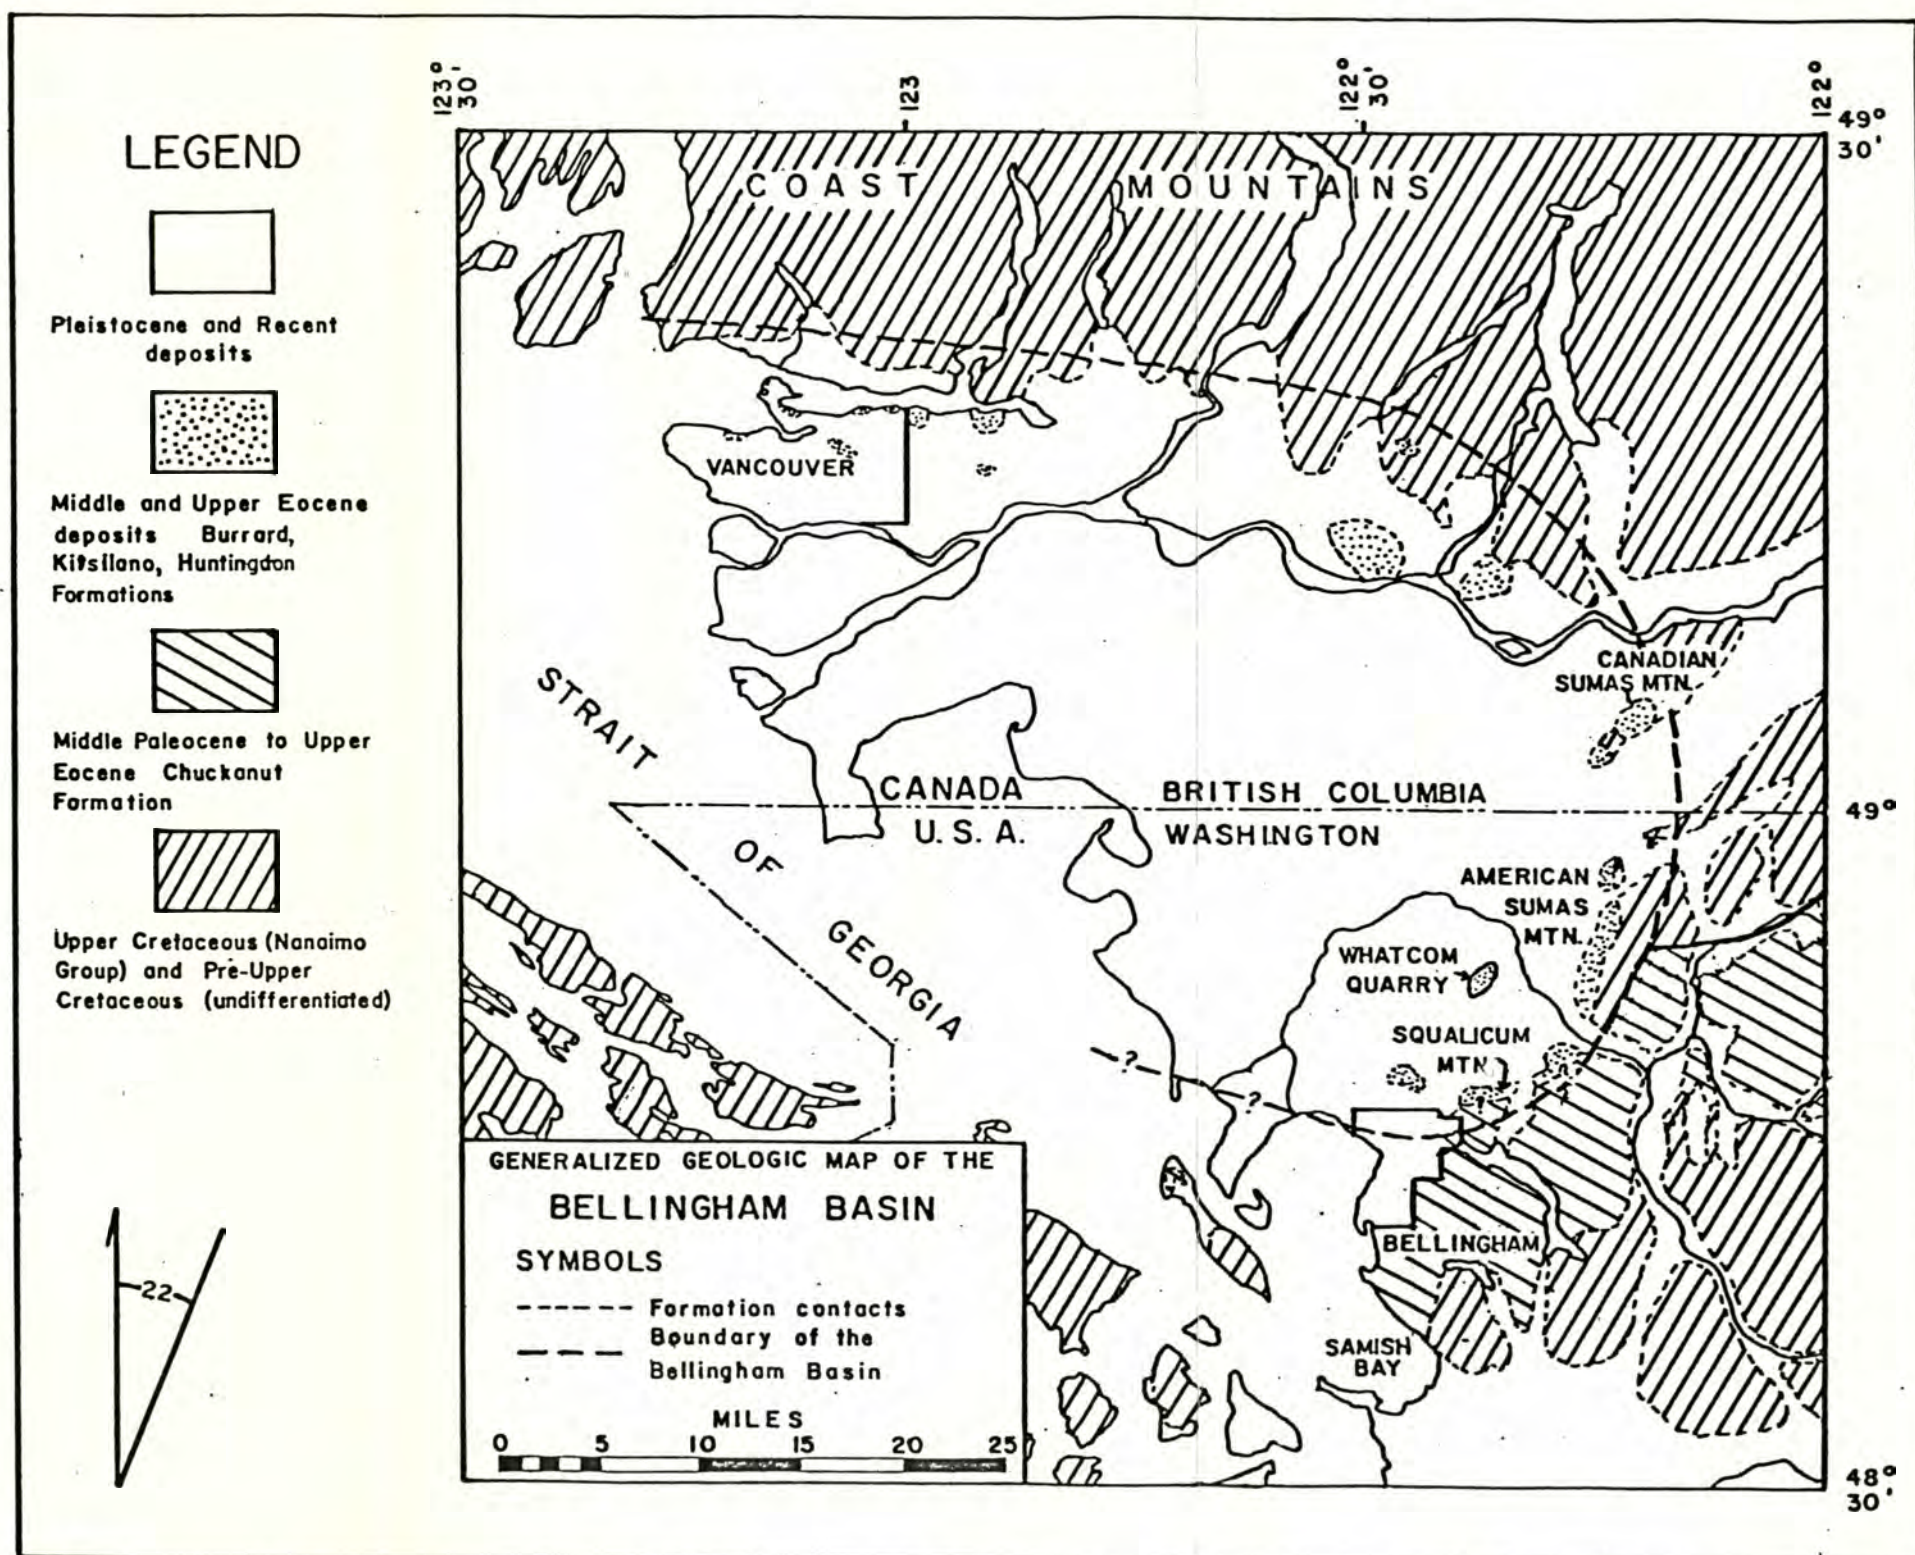 123° 30'
123
122° 30'
122°
49° 30'
LEGEND
Pleistocene and Recent
deposits
Middle and Upper Eocene
deposits Burrard,
Kitsilano, Huntingdon
Formations
Middle Paleocene to Upper
Eocene Chuckanut
Formation
Upper Cretaceous (Nanaimo
Group) and Pre-Upper
Cretaceous (undifferentiated)
22
COAST MOUNTAINS
VANCOUVER
CANADIAN
SUMAS MTN.
STRAIT
OF
GEORGIA
CANADA
U.S.A.
BRITISH COLUMBIA
WASHINGTON
49°
AMERICAN
SUMAS
MTN.
WHATCOM
QUARRY
SQUALICUM
MTN.
?
?
BELLINGHAM
SAMISH
BAY
48° 30'
GENERALIZED GEOLOGIC MAP OF THE
BELLINGHAM BASIN
SYMBOLS
Formation contacts
Boundary of the
Bellingham Basin
MILES
0 5 10 15 20 25